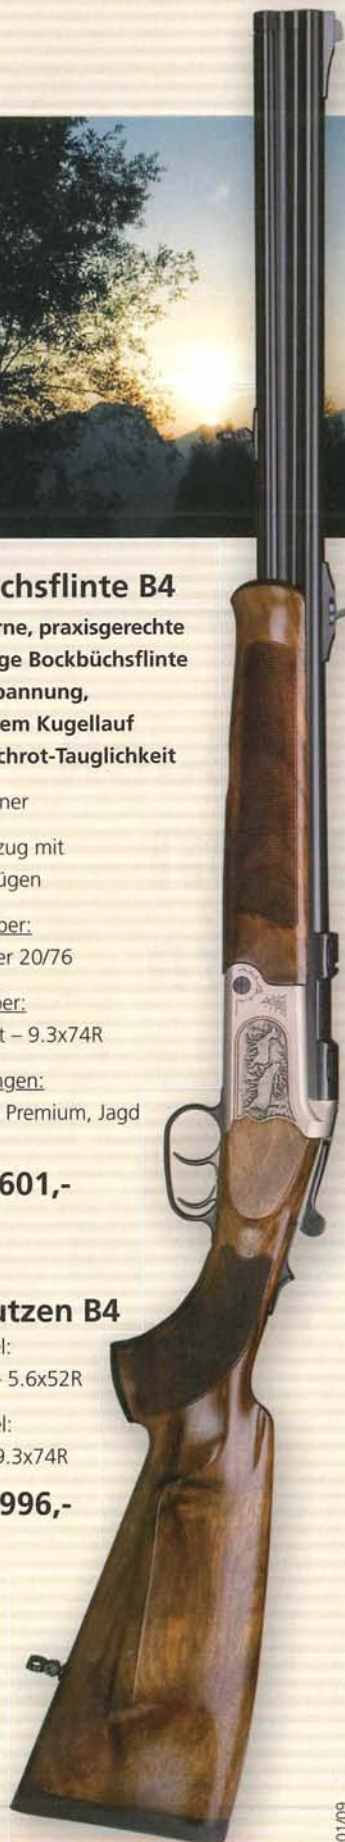 chsflinte B4
rne, praxisgerechte
ge Bockbüchsflinte
pannung,
em Kugellauf
chrot-Tauglichkeit
ner
zug mit
ügen
ber:
er 20/76
ber:
t – 9.3x74R
ngen:
Premium, Jagd
601,-
utzen B4
l:
- 5.6x52R
l:
9.3x74R
996,-
01/09